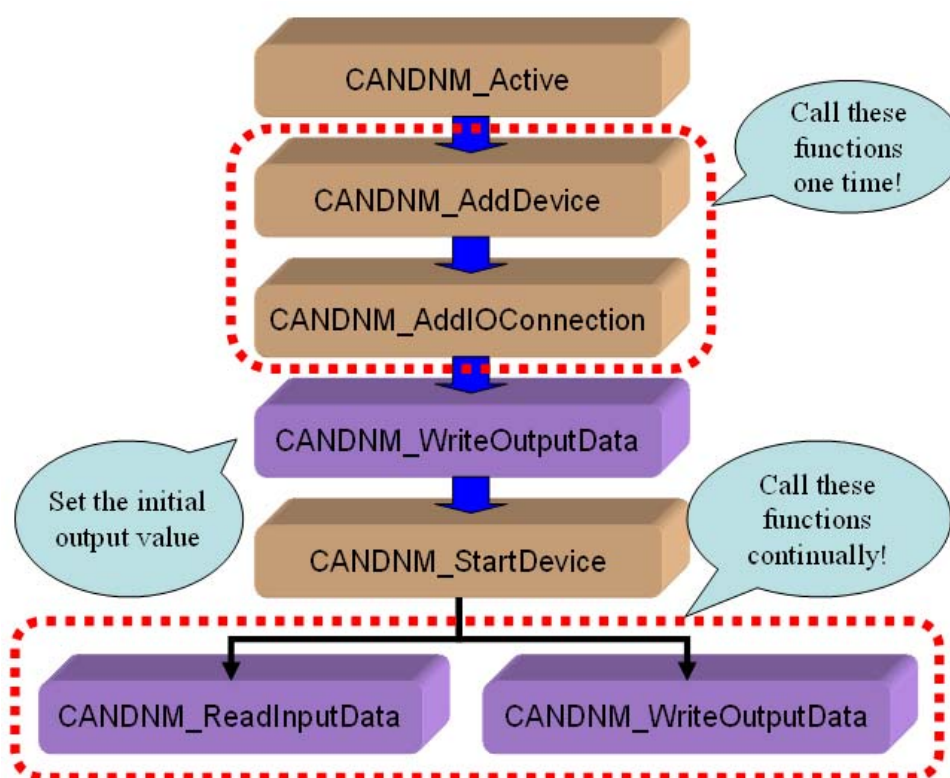 CANDNM_Active
Call these
functions
one time!
CANDNM_AddDevice
CANDNM_AddIOConnection
CANDNM_WriteOutputData
Set the initial
output value
Call these
functions
continually!
CANDNM_StartDevice
CANDNM_ReadInputData
CANDNM_WriteOutputData